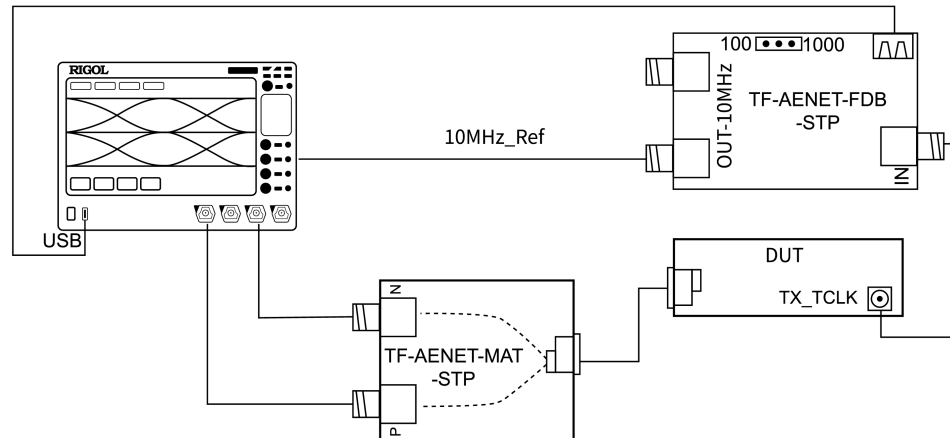 RIGOL
USB
10MHz_Ref
100 1000
OUT-10MHz
TF-AENET-FDB
-STP
IN
DUT
TX_TCLK
N
TF-AENET-MAT
-STP
P